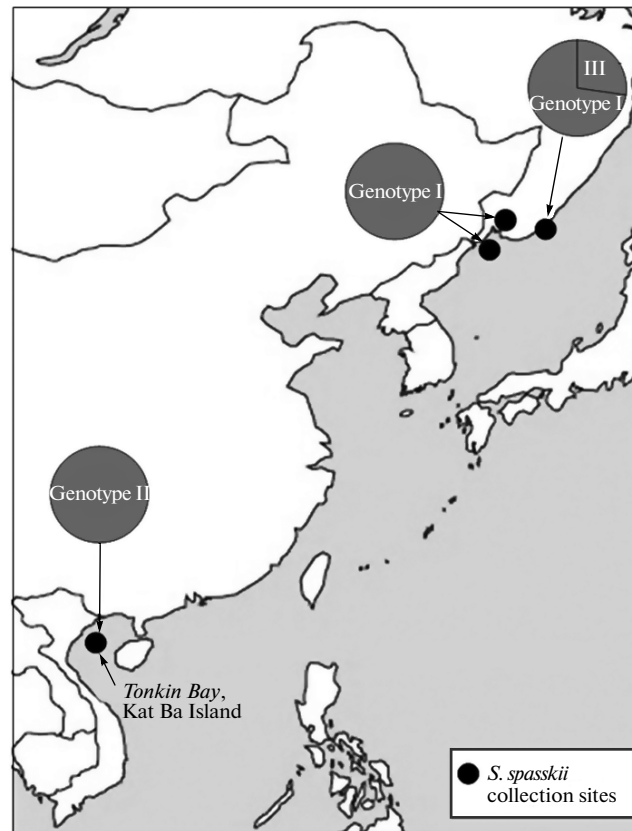 III
Genotype I
Genotype I
Genotype II
Tonkin Bay,
Kat Ba Island
S. spasskii
collection sites